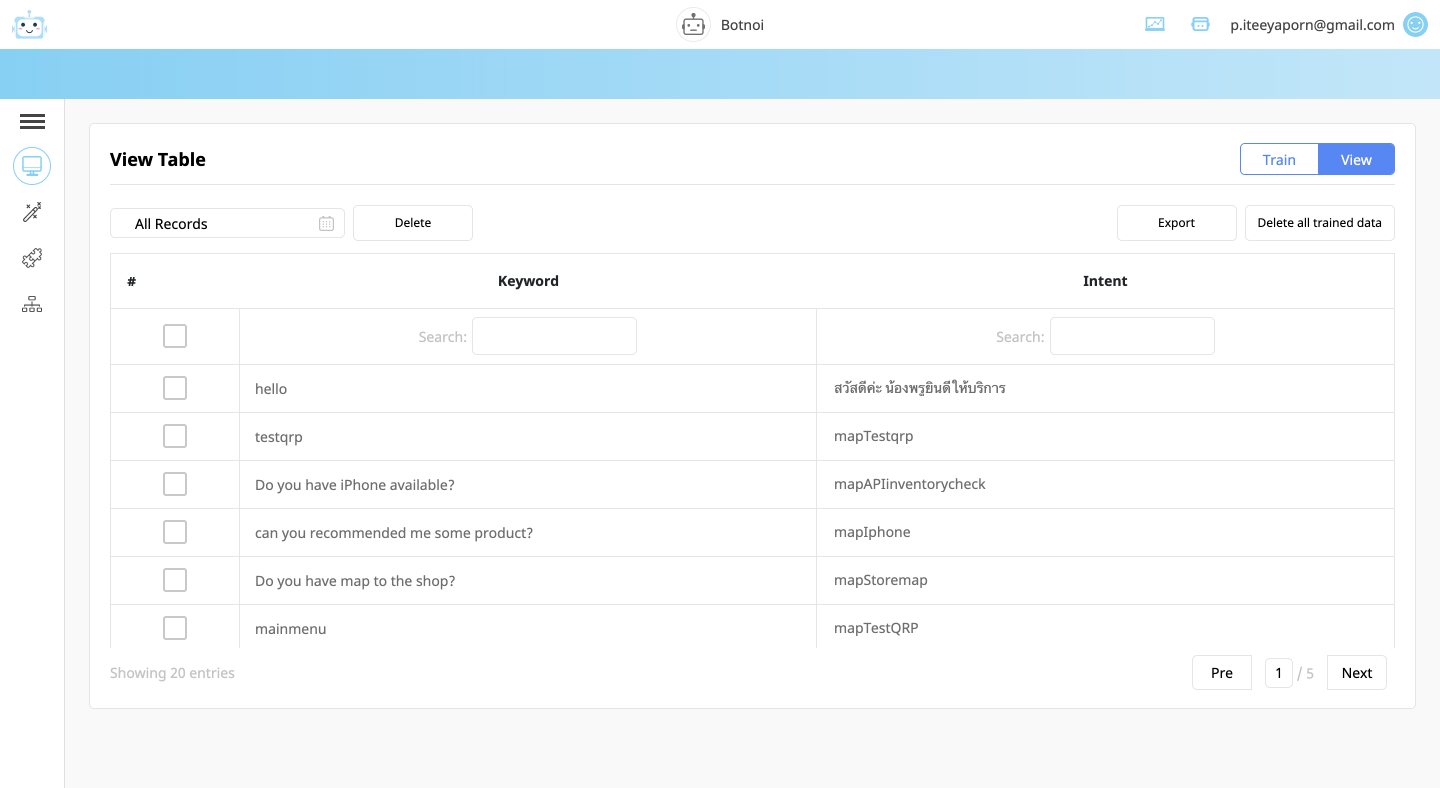 Botnoi
p.iteeyaporn@gmail.com
View Table
Train View
All Records Delete Export Delete all trained data
# Keyword Intent
Search: Search:
hello สวัสดีค่ะ น้องพรูยินดีให้บริการ
testqrp mapTestqrp
Do you have iPhone available? mapAPIinventorycheck
can you recommended me some product? mapIphone
Do you have map to the shop? mapStoremap
mainmenu mapTestQRP
Showing 20 entries Pre 1 / 5 Next